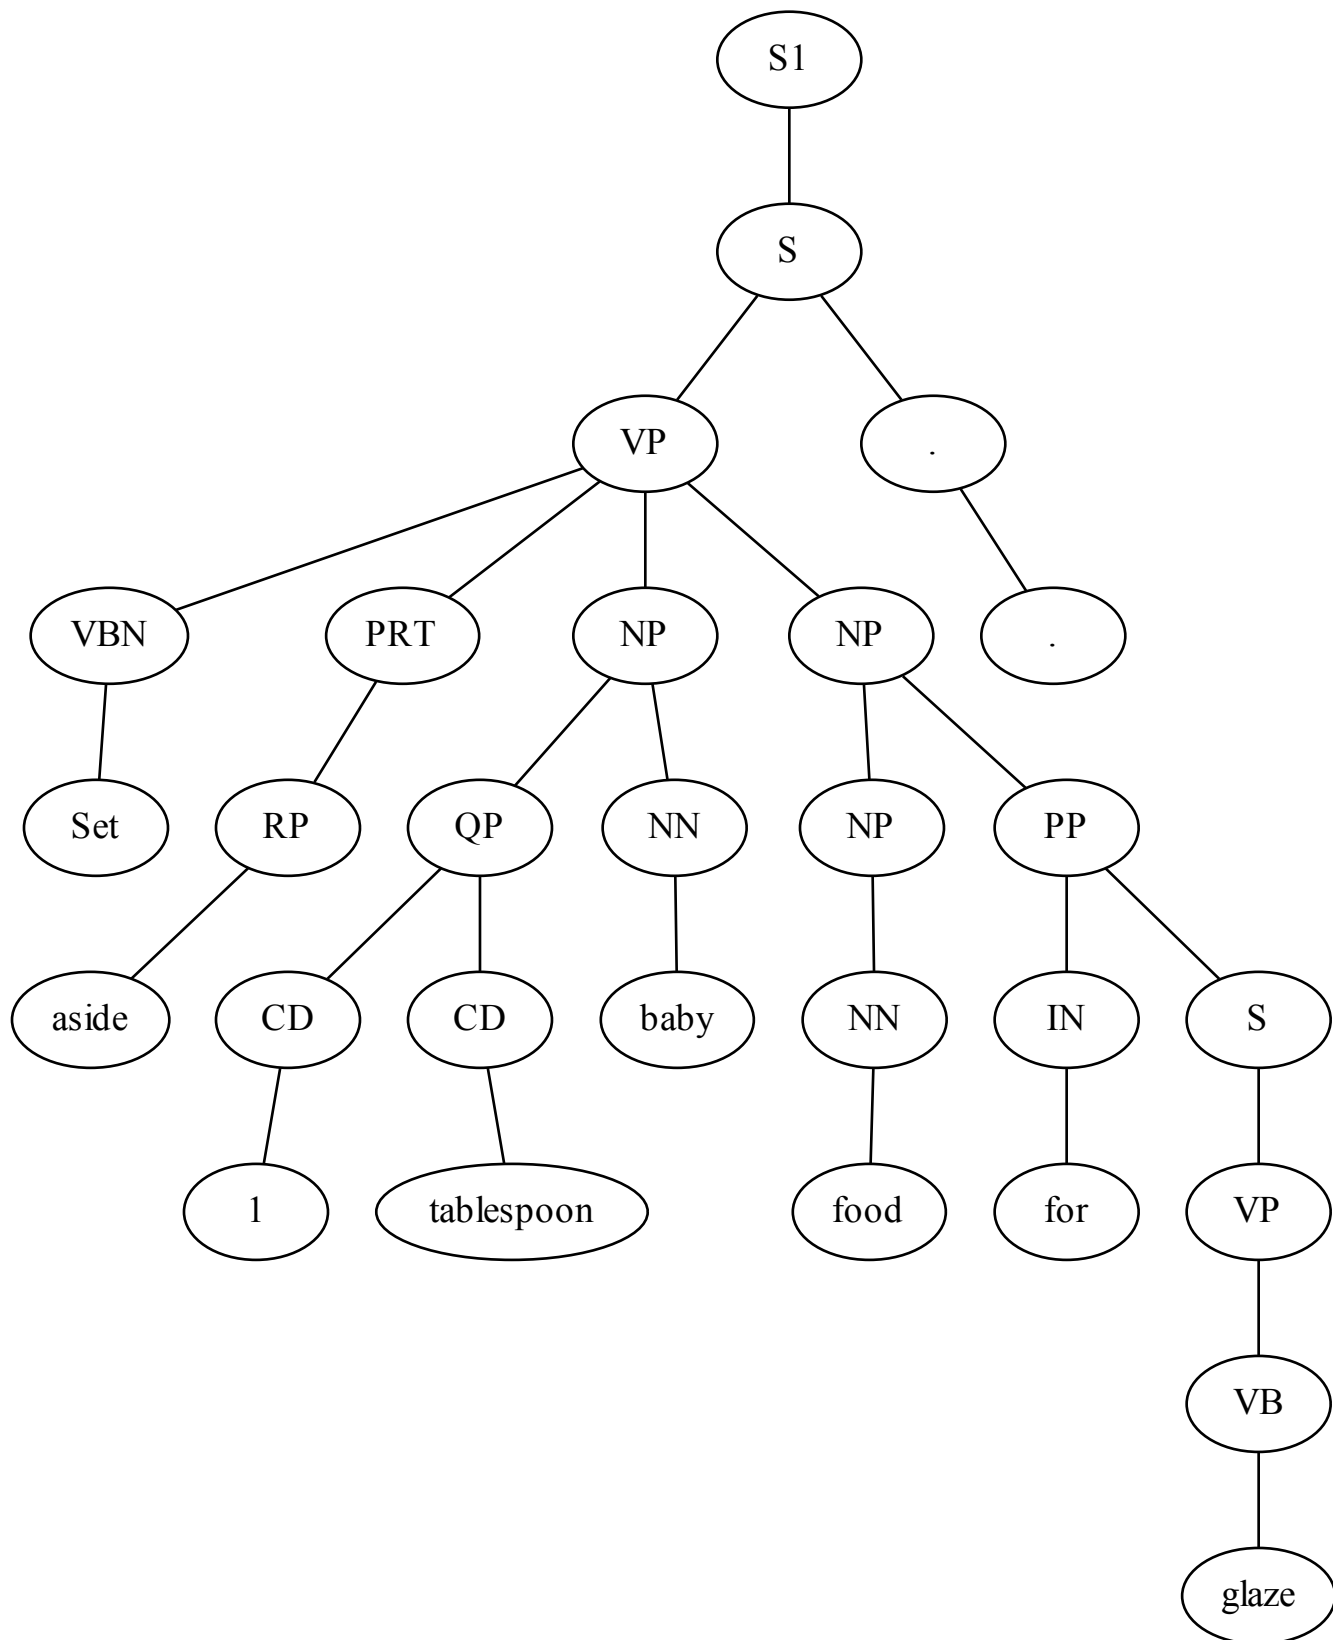 S1
S
VP .
VBN PRT NP NP .
Set RP QP NN NP PP
aside CD CD baby NN IN S
1 tablespoon food for VP
VB
glaze